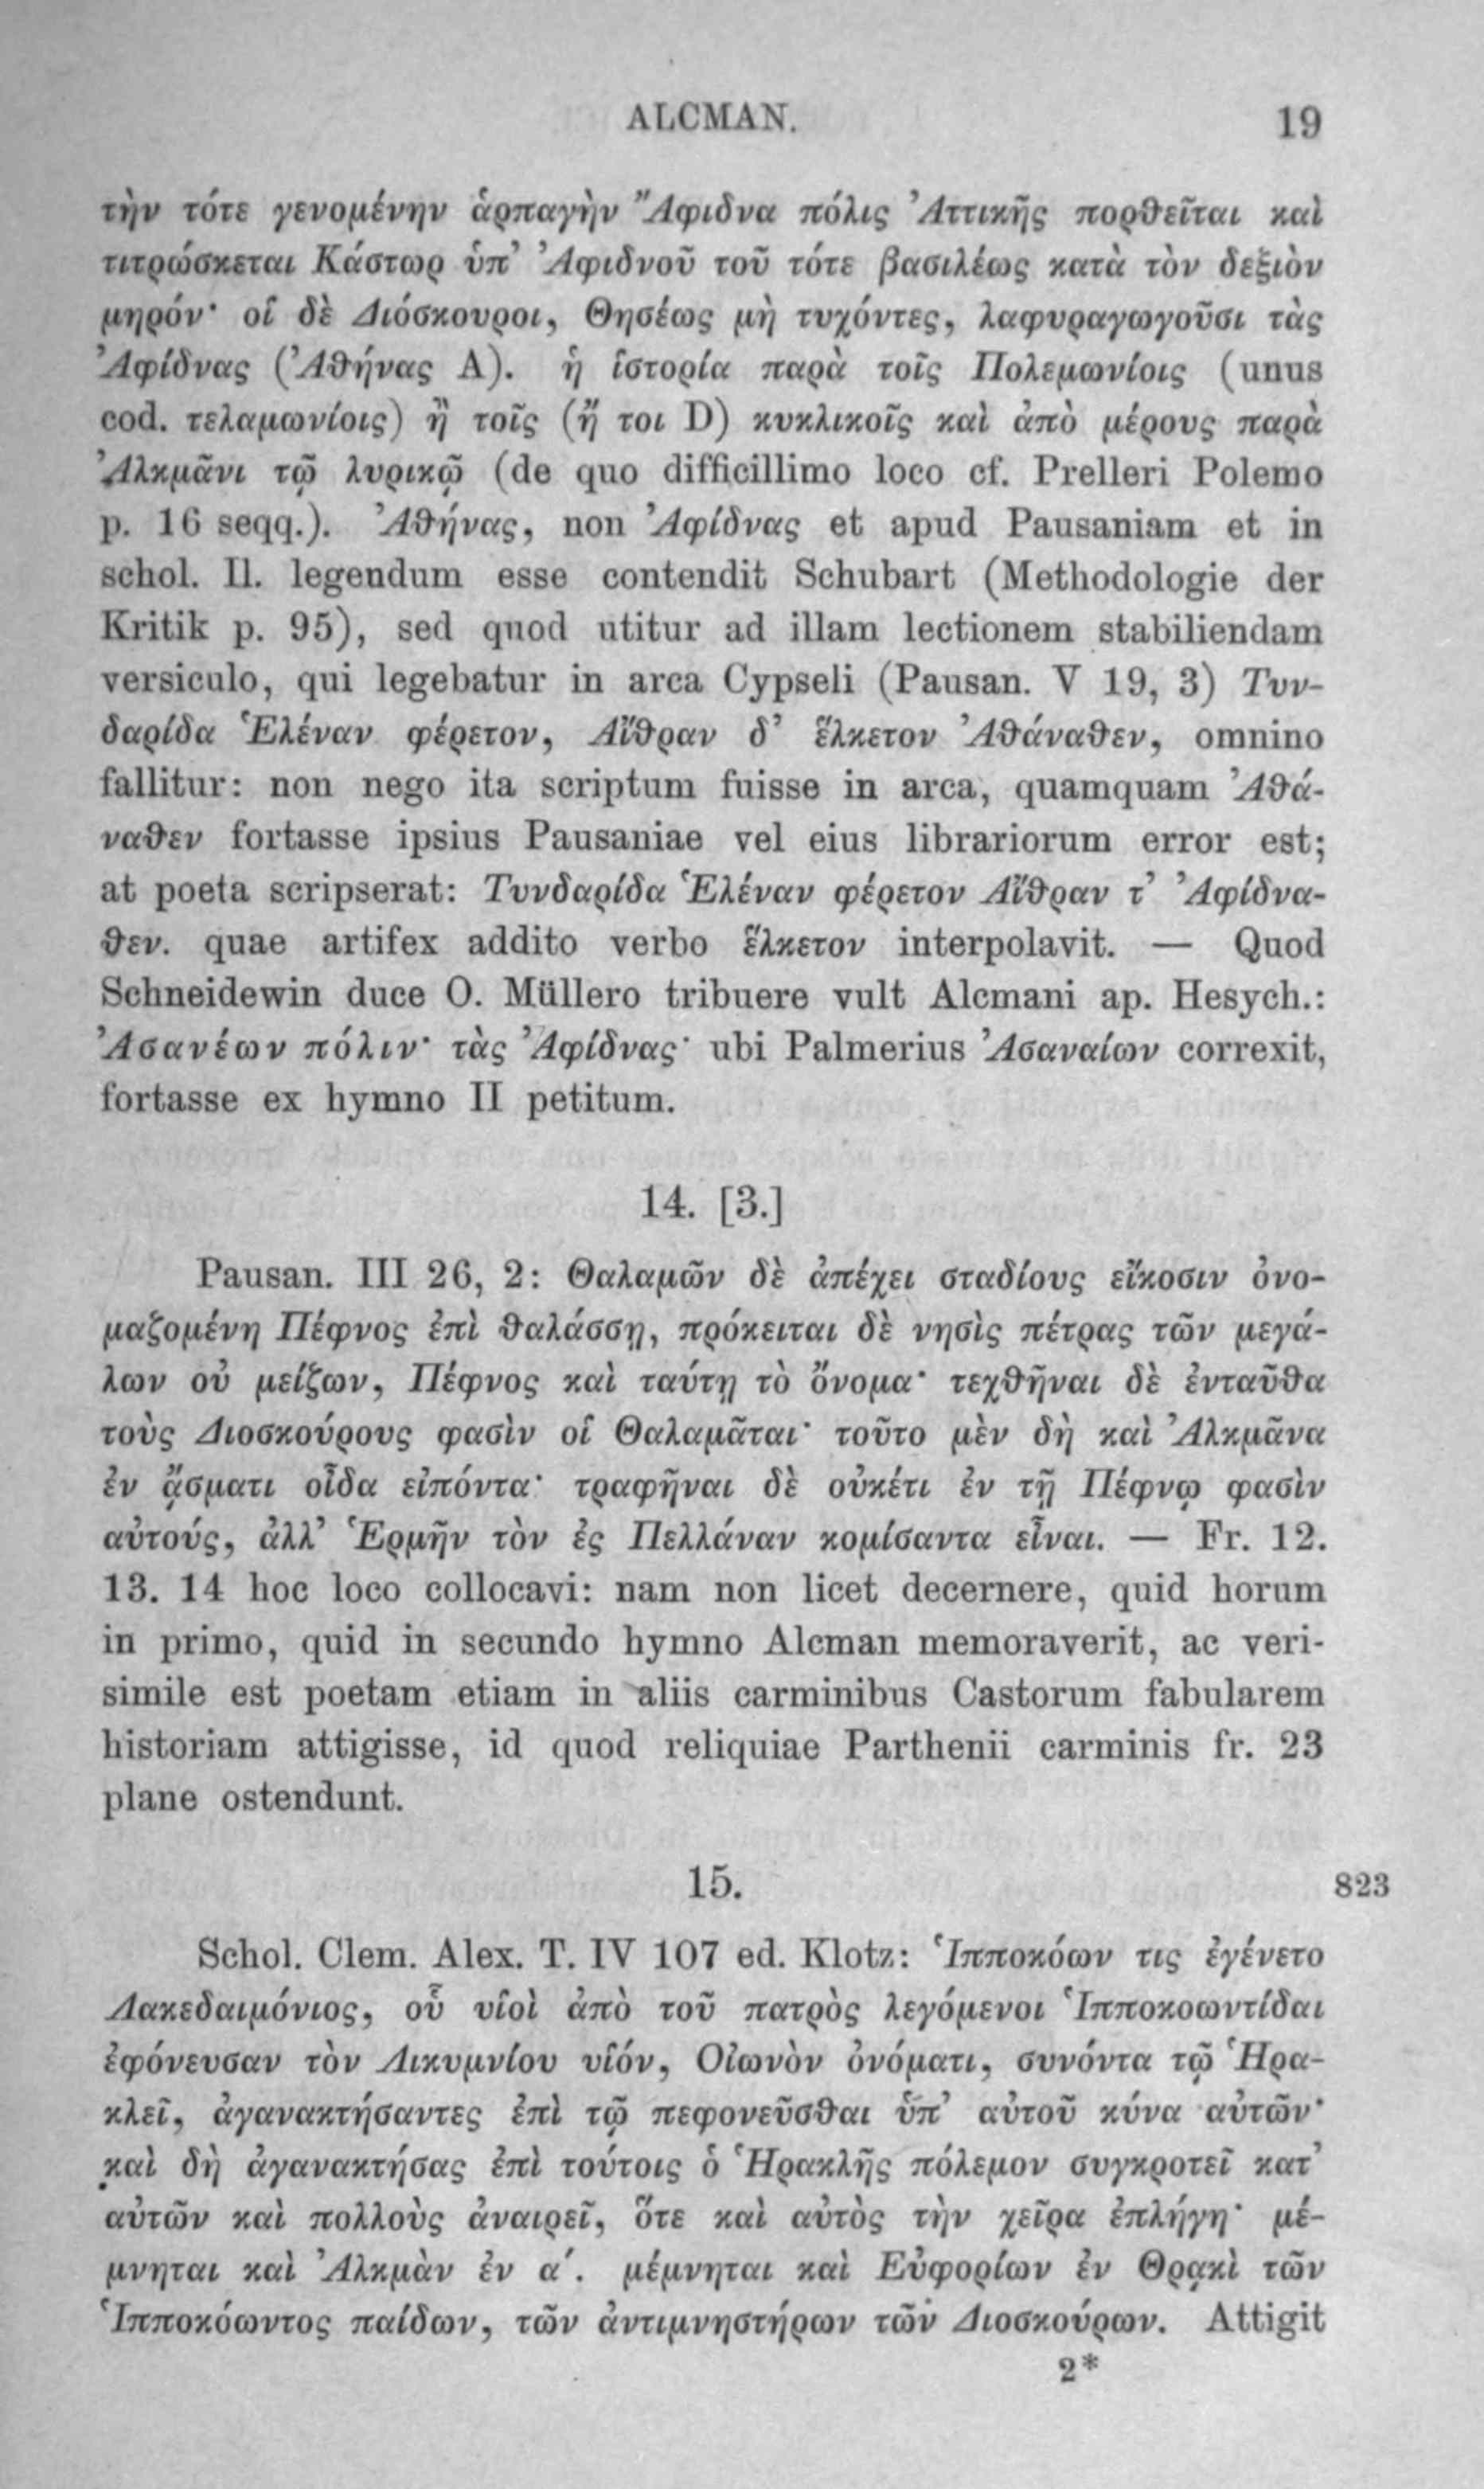 ALCMAN. 19
τὴν τότε γενομένην ἁρπαγὴν Ἄφιδνα πόλις Ἀττικῆς πορθεῖται καὶ
τιτρώσκεται Κάστωρ ὑπ’ Ἀφιδνοῦ τοῦ τότε βασιλέως κατὰ τὸν δεξιὸν
μηρόν· οἱ δὲ Διόσκουροι, Θησέως μὴ τυχόντες, λαφυραγωγοῦσι τὰς
Ἀφίδνας (Ἀθήνας A). ἡ ἱστορία παρὰ τοῖς Πολεμωνίοις (unus
cod. τελαμωνίοις) ἢ τοῖς (ἤ τοι D) κυκλικοῖς καὶ ἀπὸ μέρους παρὰ
Ἀλκμᾶνι τῷ λυρικῷ (de quo difficillimo loco cf. Prelleri Polemo
p. 16 seqq.). Ἀθήνας, non Ἀφίδνας et apud Pausaniam et in
schol. Il. legendum esse contendit Schubart (Methodologie der
Kritik p. 95), sed quod utitur ad illam lectionem stabiliendam
versiculo, qui legebatur in arca Cypseli (Pausan. V 19, 3) Τυν-
δαρίδα Ἑλέναν φέρετον, Αἴθραν δ’ ἕλκετον Ἀθάναθεν, omnino
fallitur: non nego ita scriptum fuisse in arca, quamquam Ἀθά-
ναθεν fortasse ipsius Pausaniae vel eius librariorum error est;
at poeta scripserat: Τυνδαρίδα Ἑλέναν φέρετον Αἴθραν τ’ Ἀφίδνα-
θεν. quae artifex addito verbo ἕλκετον interpolavit. — Quod
Schneidewin duce O. Müllero tribuere vult Alcmani ap. Hesych.:
Ἀσανέων πόλιν· τὰς Ἀφίδνας· ubi Palmerius Ἀσαναίων correxit,
fortasse ex hymno II petitum.
14. [3.]
Pausan. III 26, 2: Θαλαμῶν δὲ ἀπέχει σταδίους εἴκοσιν ὀνο-
μαζομένη Πέφνος ἐπὶ θαλάσσῃ, πρόκειται δὲ νησὶς πέτρας τῶν μεγά-
λων οὐ μείζων, Πέφνος καὶ ταύτῃ τὸ ὄνομα· τεχθῆναι δὲ ἐνταῦθα
τοὺς Διοσκούρους φασὶν οἱ Θαλαμᾶται· τοῦτο μὲν δὴ καὶ Ἀλκμᾶνα
ἐν ᾄσματι οἶδα εἰπόντα· τραφῆναι δὲ οὐκέτι ἐν τῇ Πέφνῳ φασὶν
αὐτούς, ἀλλ’ Ἑρμῆν τὸν ἐς Πελλάναν κομίσαντα εἶναι. — Fr. 12.
13. 14 hoc loco collocavi: nam non licet decernere, quid horum
in primo, quid in secundo hymno Alcman memoraverit, ac veri-
simile est poetam etiam in aliis carminibus Castorum fabularem
historiam attigisse, id quod reliquiae Parthenii carminis fr. 23
plane ostendunt.
15. 823
Schol. Clem. Alex. T. IV 107 ed. Klotz: Ἱπποκόων τις ἐγένετο
Λακεδαιμόνιος, οὗ υἱοὶ ἀπὸ τοῦ πατρὸς λεγόμενοι Ἱπποκοωντίδαι
ἐφόνευσαν τὸν Λικυμνίου υἱόν, Οἰωνὸν ὀνόματι, συνόντα τῷ Ἡρα-
κλεῖ, ἀγανακτήσαντες ἐπὶ τῷ πεφονεῦσθαι ὑπ’ αὐτοῦ κύνα αὐτῶν·
καὶ δὴ ἀγανακτήσας ἐπὶ τούτοις ὁ Ἡρακλῆς πόλεμον συγκροτεῖ κατ’
αὐτῶν καὶ πολλοὺς ἀναιρεῖ, ὅτε καὶ αὐτὸς τὴν χεῖρα ἐπλήγη· μέ-
μνηται καὶ Ἀλκμὰν ἐν α΄. μέμνηται καὶ Εὐφορίων ἐν Θρᾳκὶ τῶν
Ἱπποκόωντος παίδων, τῶν ἀντιμνηστήρων τῶν Διοσκούρων. Attigit
2*